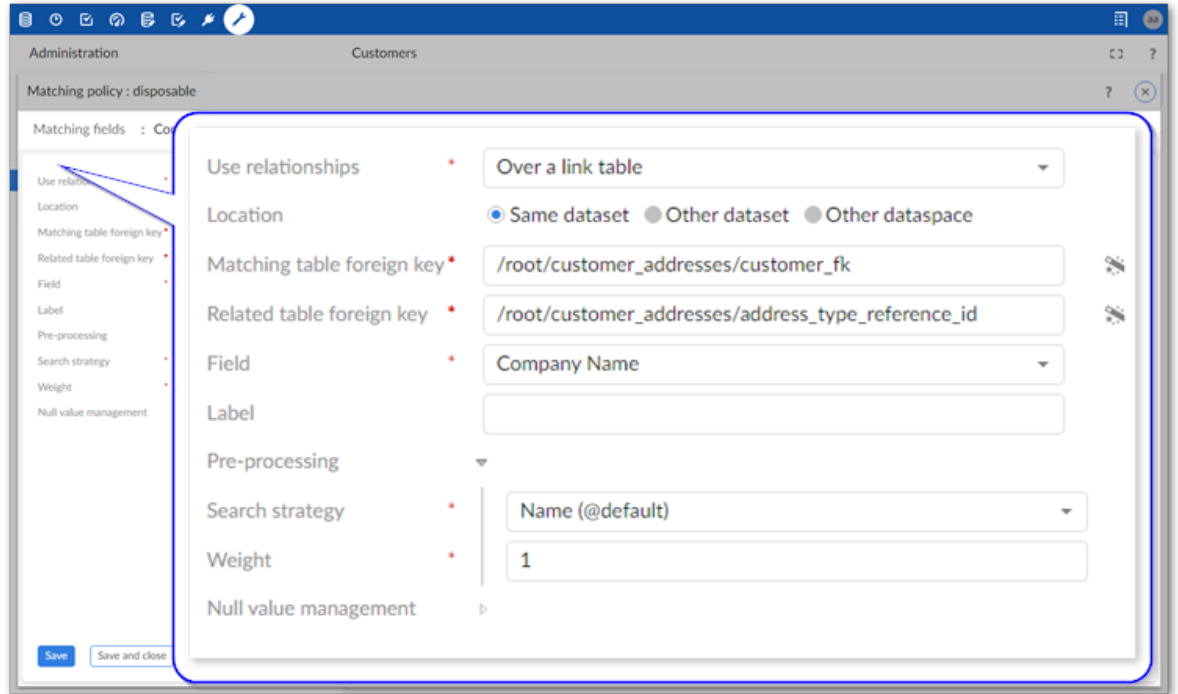 aa
Administration Customers ?
Matching policy : disposable ?
Matching fields :
Use relationships * Over a link table
Location Same dataset Other dataset Other dataspace
Matching table foreign key * /root/customer_addresses/customer_fk
Related table foreign key * /root/customer_addresses/address_type_reference_id
Field * Company Name
Label
Pre-processing
Search strategy * Name (@default)
Weight * 1
Null value management
Location
Matching table foreign key *
Related table foreign key *
Field *
Label
Pre-processing
Search strategy *
Weight *
Null value management
Save Save and close